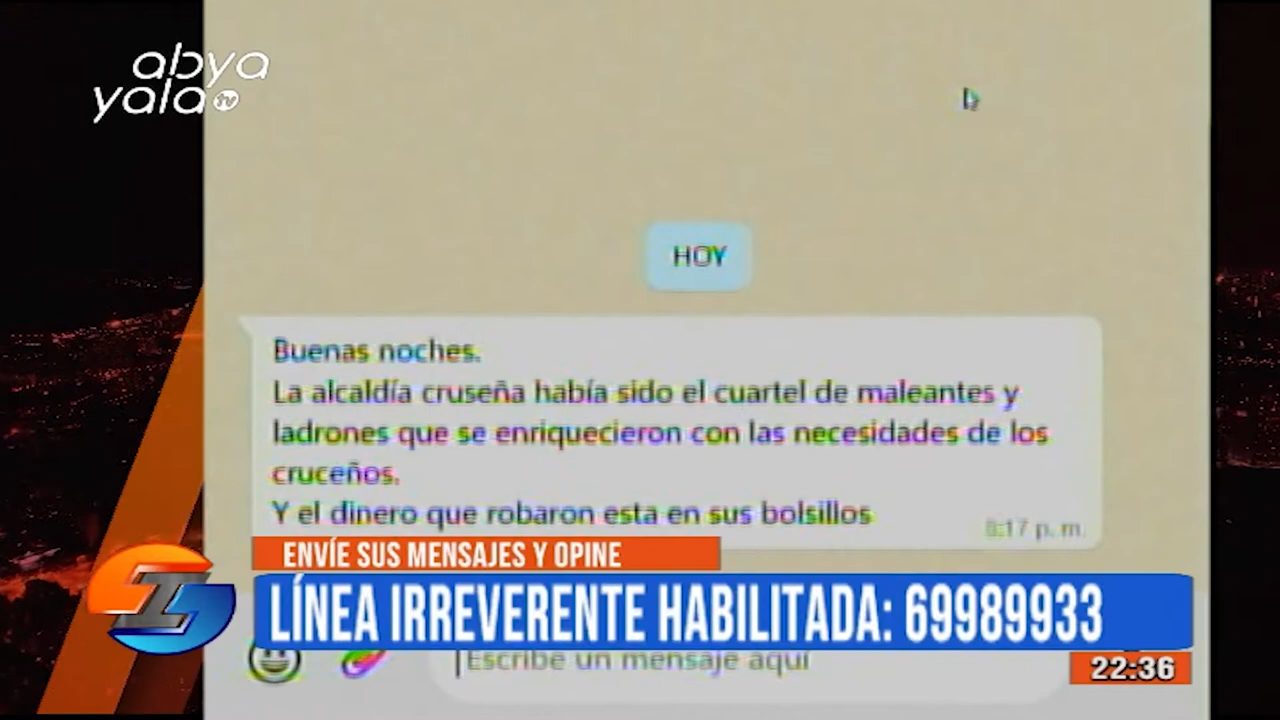 abya
yala tv
HOY
Buenas noches.
La alcaldía cruseña había sido el cuartel de maleantes y
ladrones que se enriquecieron con las necesidades de los
cruceños.
Y el dinero que robaron esta en sus bolsillos
8:17 p. m.
ENVÍE SUS MENSAJES Y OPINE
LÍNEA IRREVERENTE HABILITADA: 69989933
Escribe un mensaje aquí
22:36